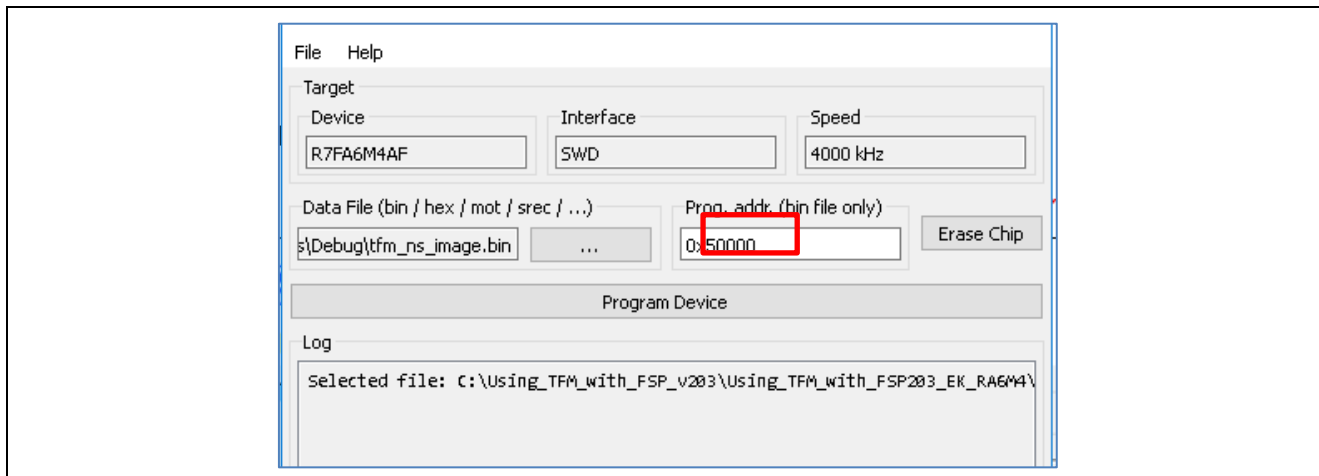 File Help
Target
Device Interface Speed
R7FA6M4AF SWD 4000 kHz
Data File (bin / hex / mot / srec / ...) Prog. addr. (bin file only)
s\Debug\tfm_ns_image.bin ... 0x50000 Erase Chip
Program Device
Log
Selected file: C:\Using_TFM_with_FSP_v203\Using_TFM_with_FSP203_EK_RA6M4\